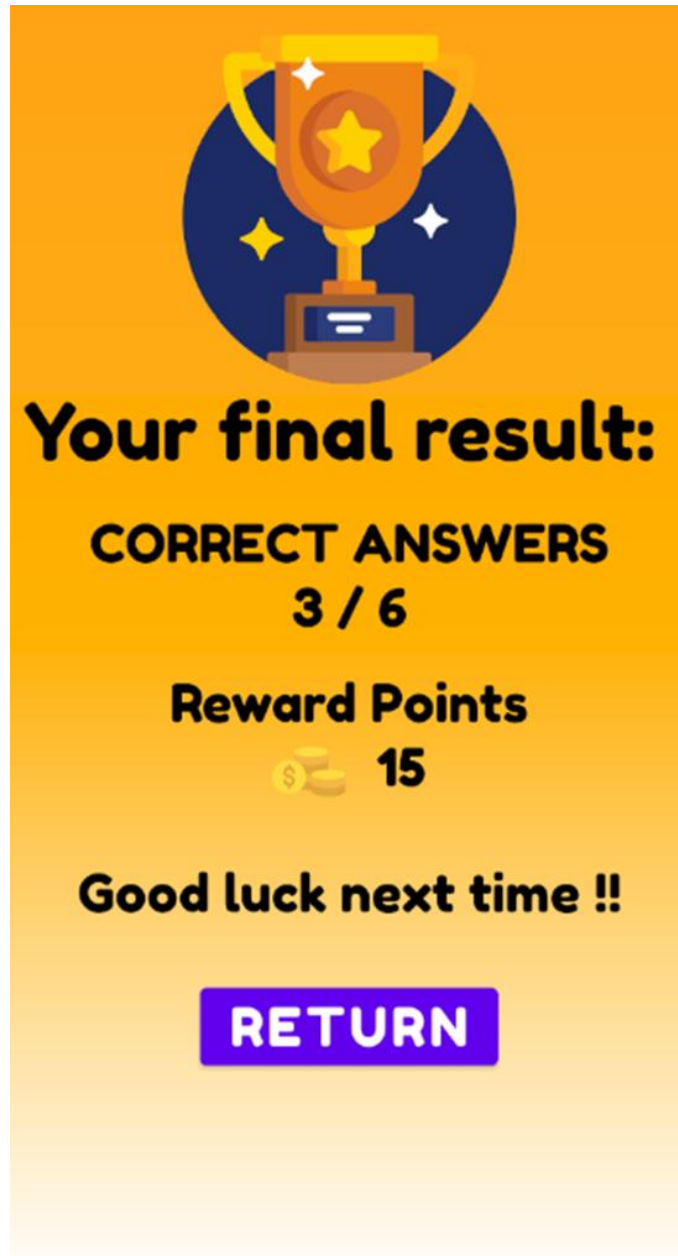 Your final result:
CORRECT ANSWERS
3 / 6
Reward Points
$ 15
Good luck next time !!
RETURN